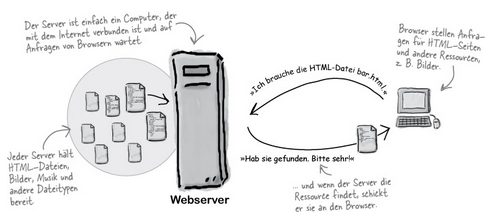 Der Server ist einfach ein Computer, der
mit dem Internet verbunden ist und auf
Anfragen von Browsern wartet.
Browser stellen Anfra-
gen für HTML-Seiten
und andere Ressourcen,
z. B. Bilder.
»Ich brauche die HTML-Datei bar.html.«
Jeder Server hält
HTML-Dateien,
Bilder, Musik und
andere Dateitypen
bereit.
»Hab sie gefunden. Bitte sehr!«
Webserver
... und wenn der Server die
Ressource findet, schickt
er sie an den Browser.